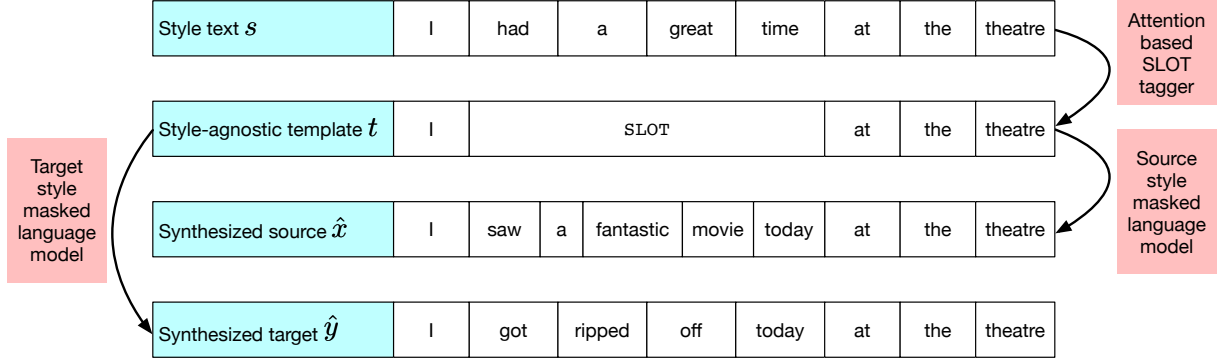 Style text s I had a great time at the theatre
Attention
based
SLOT
tagger
Style-agnostic template t I SLOT at the theatre
Target
style
masked
language
model
Source
style
masked
language
model
Synthesized source x̂ I saw a fantastic movie today at the theatre
Synthesized target ŷ I got ripped off today at the theatre